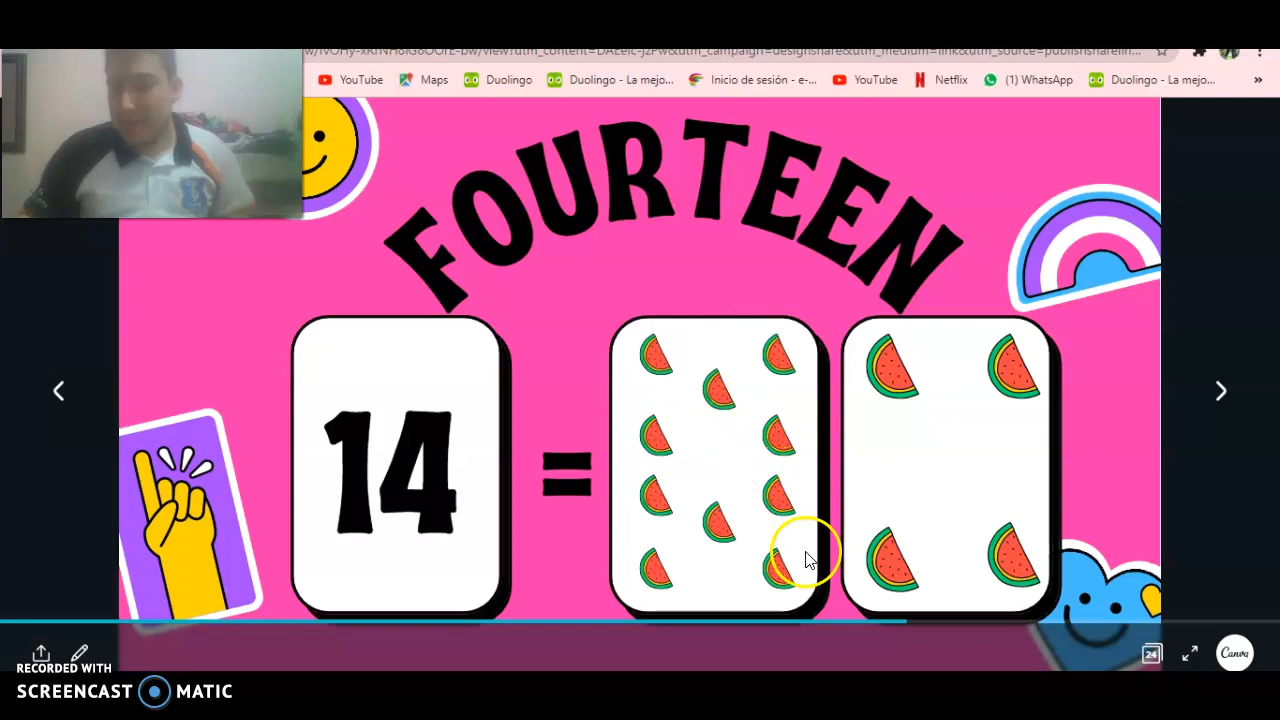 YouTube Maps Duolingo Duolingo - La mejo... Inicio de sesión - e-... YouTube Netflix (1) WhatsApp Duolingo - La mejo... »
FOURTEEN
14 =
24 Canva
RECORDED WITH
SCREENCAST MATIC